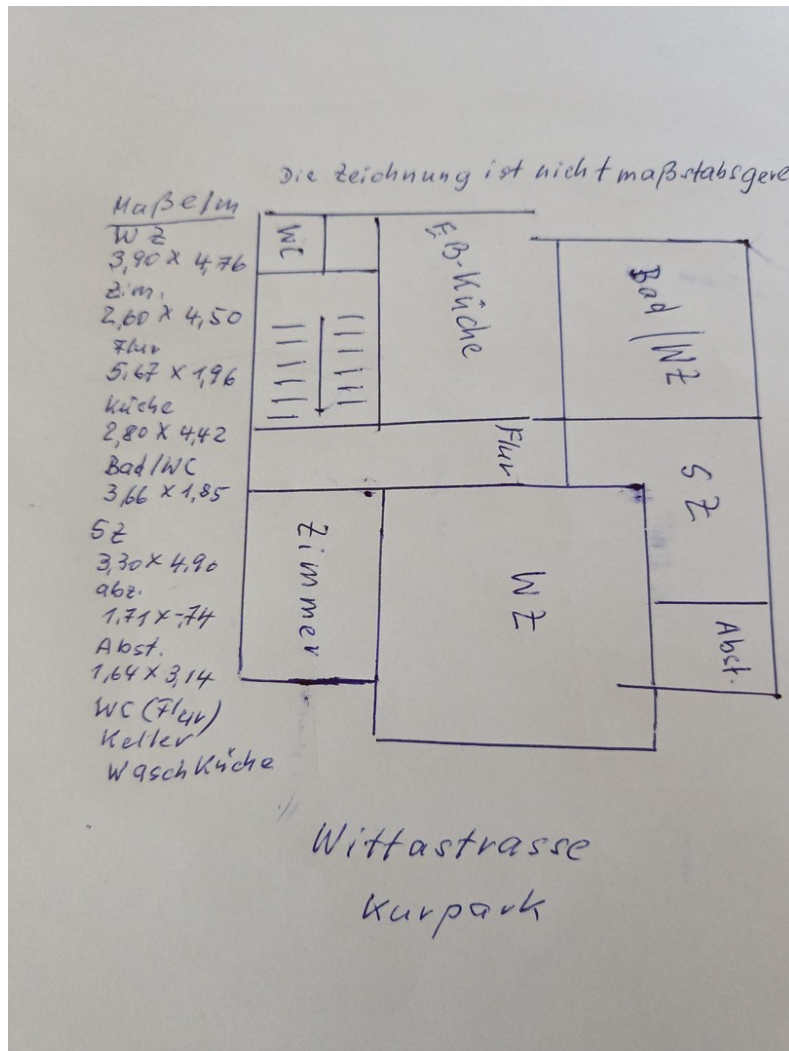 Die Zeichnung ist nicht maßstabsgere
Maße/m
WZ
3,90 x 4,76
Zim.
2,60 x 4,50
Flur
5,67 x 1,96
Küche
2,80 x 4,42
Bad/WC
3,66 x 1,85
SZ
3,30 x 4,90
abz.
1,71 x -,74
Abst.
1,64 x 3,14
WC (Flur)
Keller
Waschküche
WC
EB-Küche
Bad/WZ
Flur
SZ
Zimmer
WZ
Abst.
Wittastrasse
Kurpark